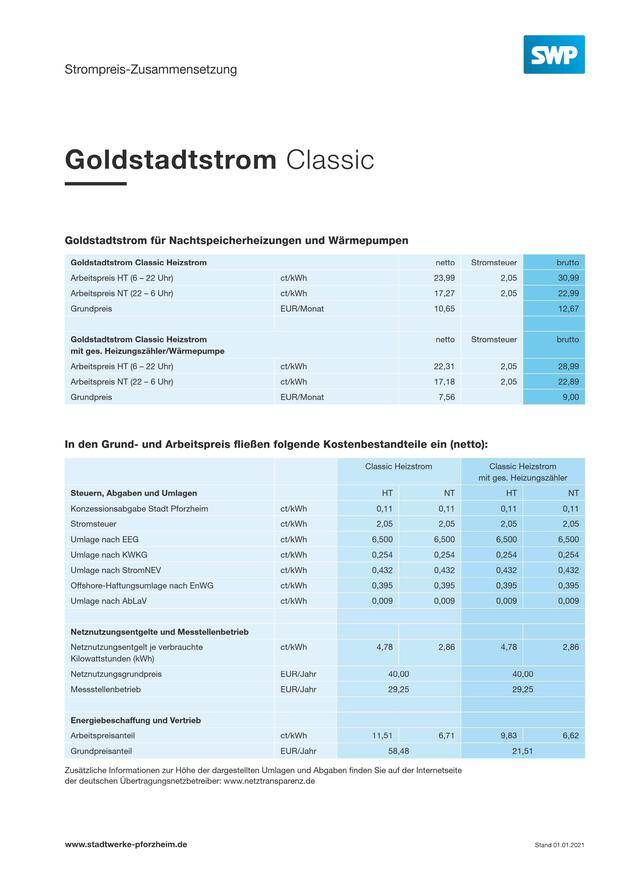 SWP
Strompreis-Zusammensetzung
Goldstadtstrom Classic
Goldstadtstrom für Nachtspeicherheizungen und Wärmepumpen
Goldstadtstrom Classic Heizstrom netto Stromsteuer brutto
Arbeitspreis HT (6 – 22 Uhr) ct/kWh 23,99 2,05 30,99
Arbeitspreis NT (22 – 6 Uhr) ct/kWh 17,27 2,05 22,99
Grundpreis EUR/Monat 10,65 12,67
Goldstadtstrom Classic Heizstrom netto Stromsteuer brutto
mit ges. Heizungszähler/Wärmepumpe
Arbeitspreis HT (6 – 22 Uhr) ct/kWh 22,31 2,05 28,99
Arbeitspreis NT (22 – 6 Uhr) ct/kWh 17,18 2,05 22,89
Grundpreis EUR/Monat 7,56 9,00
In den Grund- und Arbeitspreis fließen folgende Kostenbestandteile ein (netto):
Classic Heizstrom Classic Heizstrom
mit ges. Heizungszähler
Steuern, Abgaben und Umlagen HT NT HT NT
Konzessionsabgabe Stadt Pforzheim ct/kWh 0,11 0,11 0,11 0,11
Stromsteuer ct/kWh 2,05 2,05 2,05 2,05
Umlage nach EEG ct/kWh 6,500 6,500 6,500 6,500
Umlage nach KWKG ct/kWh 0,254 0,254 0,254 0,254
Umlage nach StromNEV ct/kWh 0,432 0,432 0,432 0,432
Offshore-Haftungsumlage nach EnWG ct/kWh 0,395 0,395 0,395 0,395
Umlage nach AbLaV ct/kWh 0,009 0,009 0,009 0,009
Netznutzungsentgelte und Messtellenbetrieb
Netznutzungsentgelt je verbrauchte ct/kWh 4,78 2,86 4,78 2,86
Kilowattstunden (kWh)
Netznutzungsgrundpreis EUR/Jahr 40,00 40,00
Messstellenbetrieb EUR/Jahr 29,25 29,25
Energiebeschaffung und Vertrieb
Arbeitspreisanteil ct/kWh 11,51 6,71 9,83 6,62
Grundpreisanteil EUR/Jahr 58,48 21,51
Zusätzliche Informationen zur Höhe der dargestellten Umlagen und Abgaben finden Sie auf der Internetseite
der deutschen Übertragungsnetzbetreiber: www.netztransparenz.de
www.stadtwerke-pforzheim.de Stand 01.01.2021